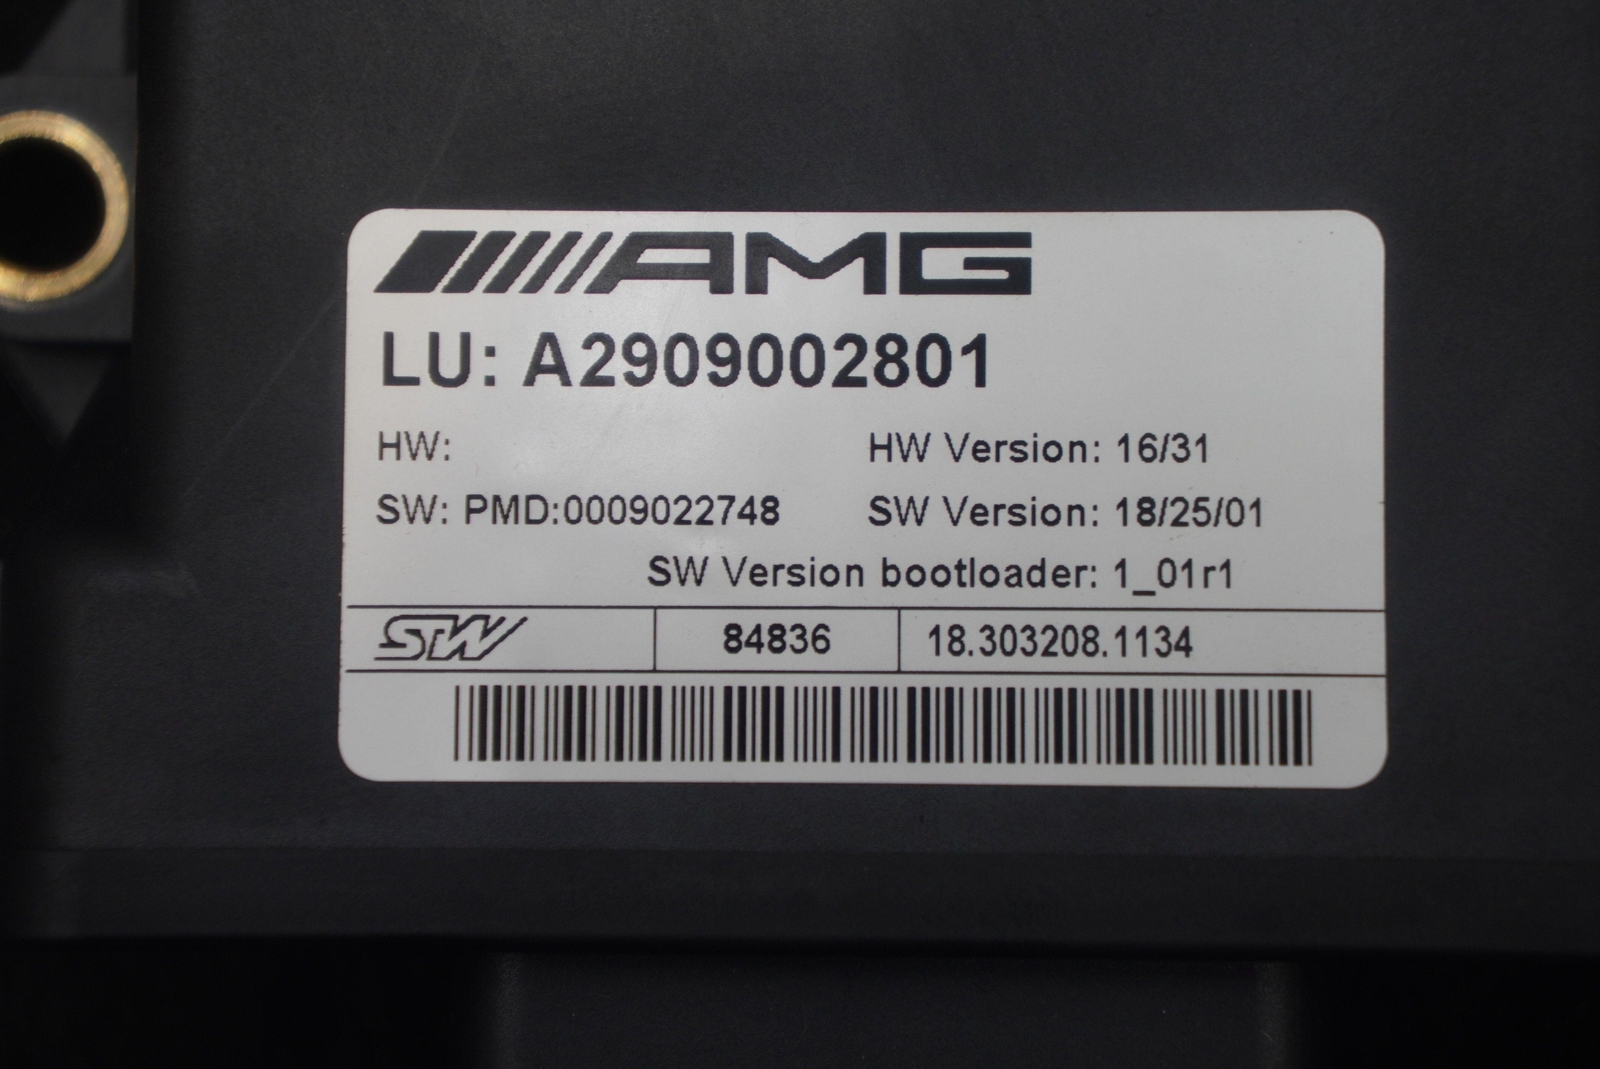 AMG
LU: A2909002801
HW: HW Version: 16/31
SW: PMD:0009022748 SW Version: 18/25/01
SW Version bootloader: 1_01r1
STW 84836 18.303208.1134